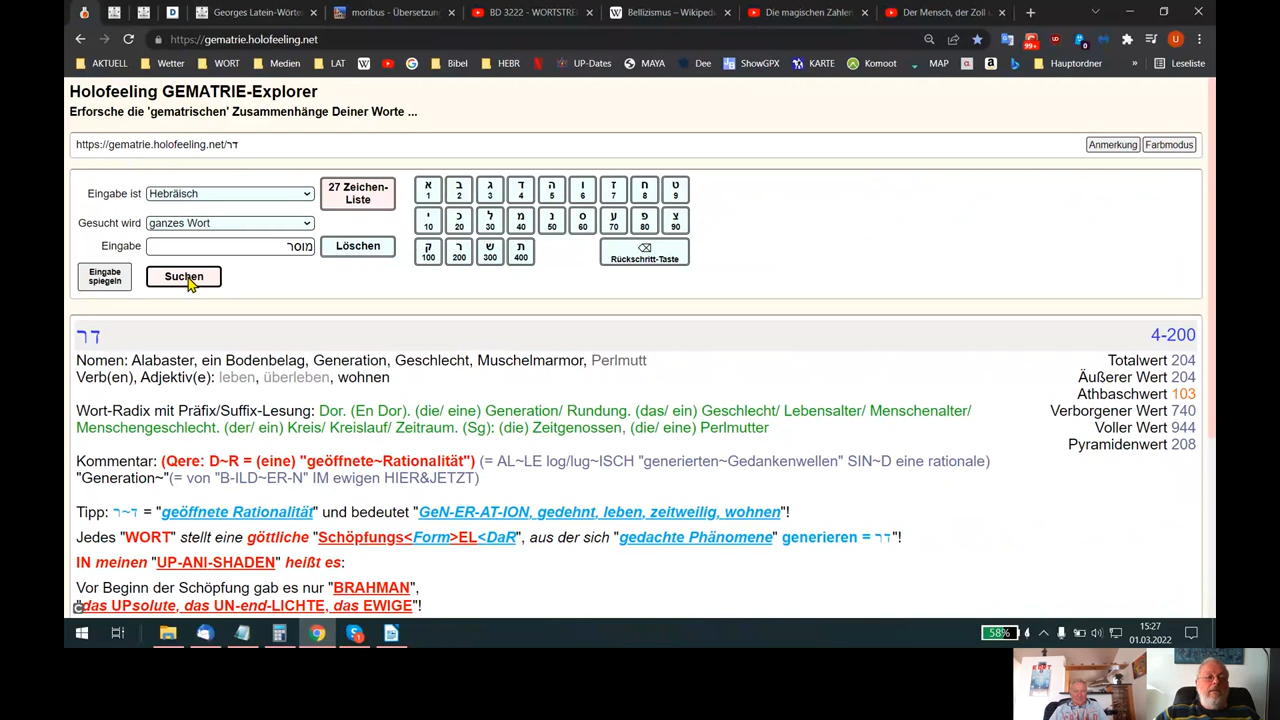 Georges Latein-Wörte
moribus - Übersetzung
BD 3222 - WORTSTRE
Bellizismus – Wikiped
Die magischen Zahlen
Der Mensch, der Zoll
https://gematrie.holofeeling.net
AKTUELL Wetter WORT Medien LAT Bibel HEBR UP-Dates MAYA Dee ShowGPX KARTE Komoot MAP Hauptordner » Leseliste
Holofeeling GEMATRIE-Explorer
Erforsche die 'gematrischen' Zusammenhänge Deiner Worte ...
https://gematrie.holofeeling.net/דר Anmerkung Farbmodus
Eingabe ist Hebräisch 27 Zeichen-Liste
Gesucht wird ganzes Wort
Eingabe מוסר Löschen
Eingabe spiegeln Suchen
א ב ג ד ה ו ז ח ט
1 2 3 4 5 6 7 8 9
י כ ל מ נ ס ע פ צ
10 20 30 40 50 60 70 80 90
ק ר ש ת
100 200 300 400 Rückschritt-Taste
דר 4-200
Nomen: Alabaster, ein Bodenbelag, Generation, Geschlecht, Muschelmarmor, Perlmutt
Verb(en), Adjektiv(e): leben, überleben, wohnen
Totalwert 204
Äußerer Wert 204
Athbaschwert 103
Verborgener Wert 740
Voller Wert 944
Pyramidenwert 208
Wort-Radix mit Präfix/Suffix-Lesung: Dor. (En Dor). (die/ eine) Generation/ Rundung. (das/ ein) Geschlecht/ Lebensalter/ Menschenalter/
Menschengeschlecht. (der/ ein) Kreis/ Kreislauf/ Zeitraum. (Sg): (die) Zeitgenossen, (die/ eine) Perlmutter
Kommentar: (Qere: D~R = (eine) "geöffnete~Rationalität") (= AL~LE log/lug~ISCH "generierten~Gedankenwellen" SIN~D eine rationale)
"Generation~"(= von "B-ILD~ER-N" IM ewigen HIER&JETZT)
Tipp: ד~ר = "geöffnete Rationalität" und bedeutet "GeN-ER-AT-ION, gedehnt, leben, zeitweilig, wohnen"!
Jedes "WORT" stellt eine göttliche "Schöpfungs<Form>EL<DaR", aus der sich "gedachte Phänomene" generieren = דר"!
IN meinen "UP-ANI-SHADEN" heißt es:
Vor Beginn der Schöpfung gab es nur "BRAHMAN",
"das UPsolute, das UN-end-LICHTE, das EWIGE"!
58% 15:27
01.03.2022